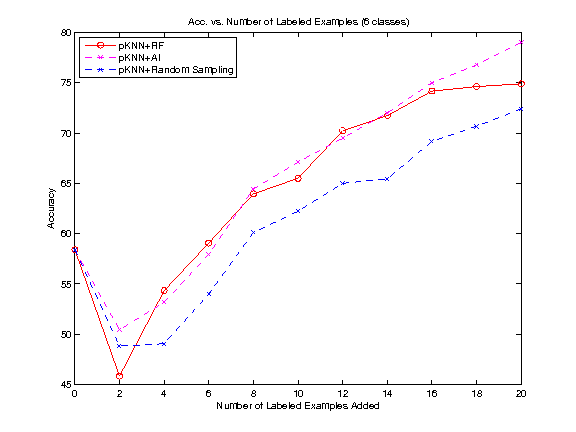 Acc. vs. Number of Labeled Examples (6 classes)
80
pKNN+RF
pKNN+AI
pKNN+Random Sampling
75
70
65
60
55
50
45
Accuracy
0 2 4 6 8 10 12 14 16 18 20
Number of Labeled Examples Added